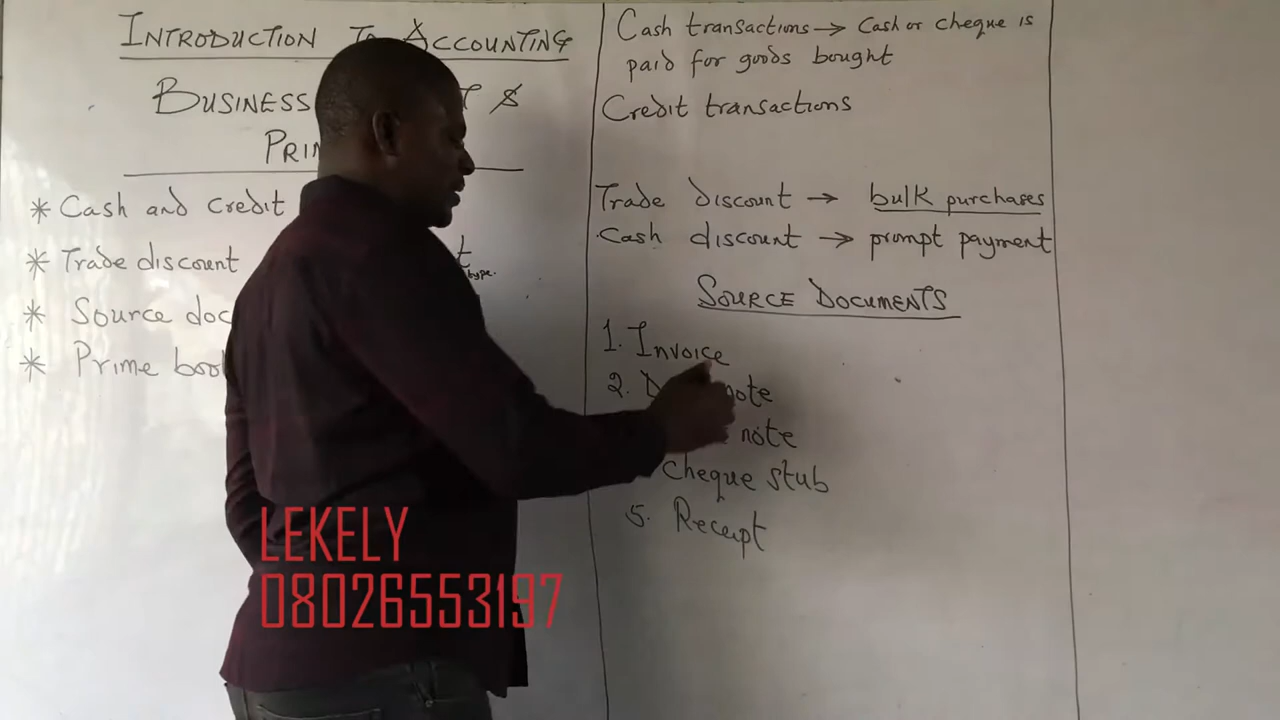 INTRODUCTION TO ACCOUNTING
BUSINESS &
* Cash and credit
* Trade discount
type.
* Source doc
* Prime boo
Cash transactions → Cash or cheque is
paid for goods bought
Credit transactions
Trade discount → bulk purchases
Cash discount → prompt payment
SOURCE DOCUMENTS
1. Invoice
2. note
note
Cheque stub
5. Receipt
LEKELY
08026553197